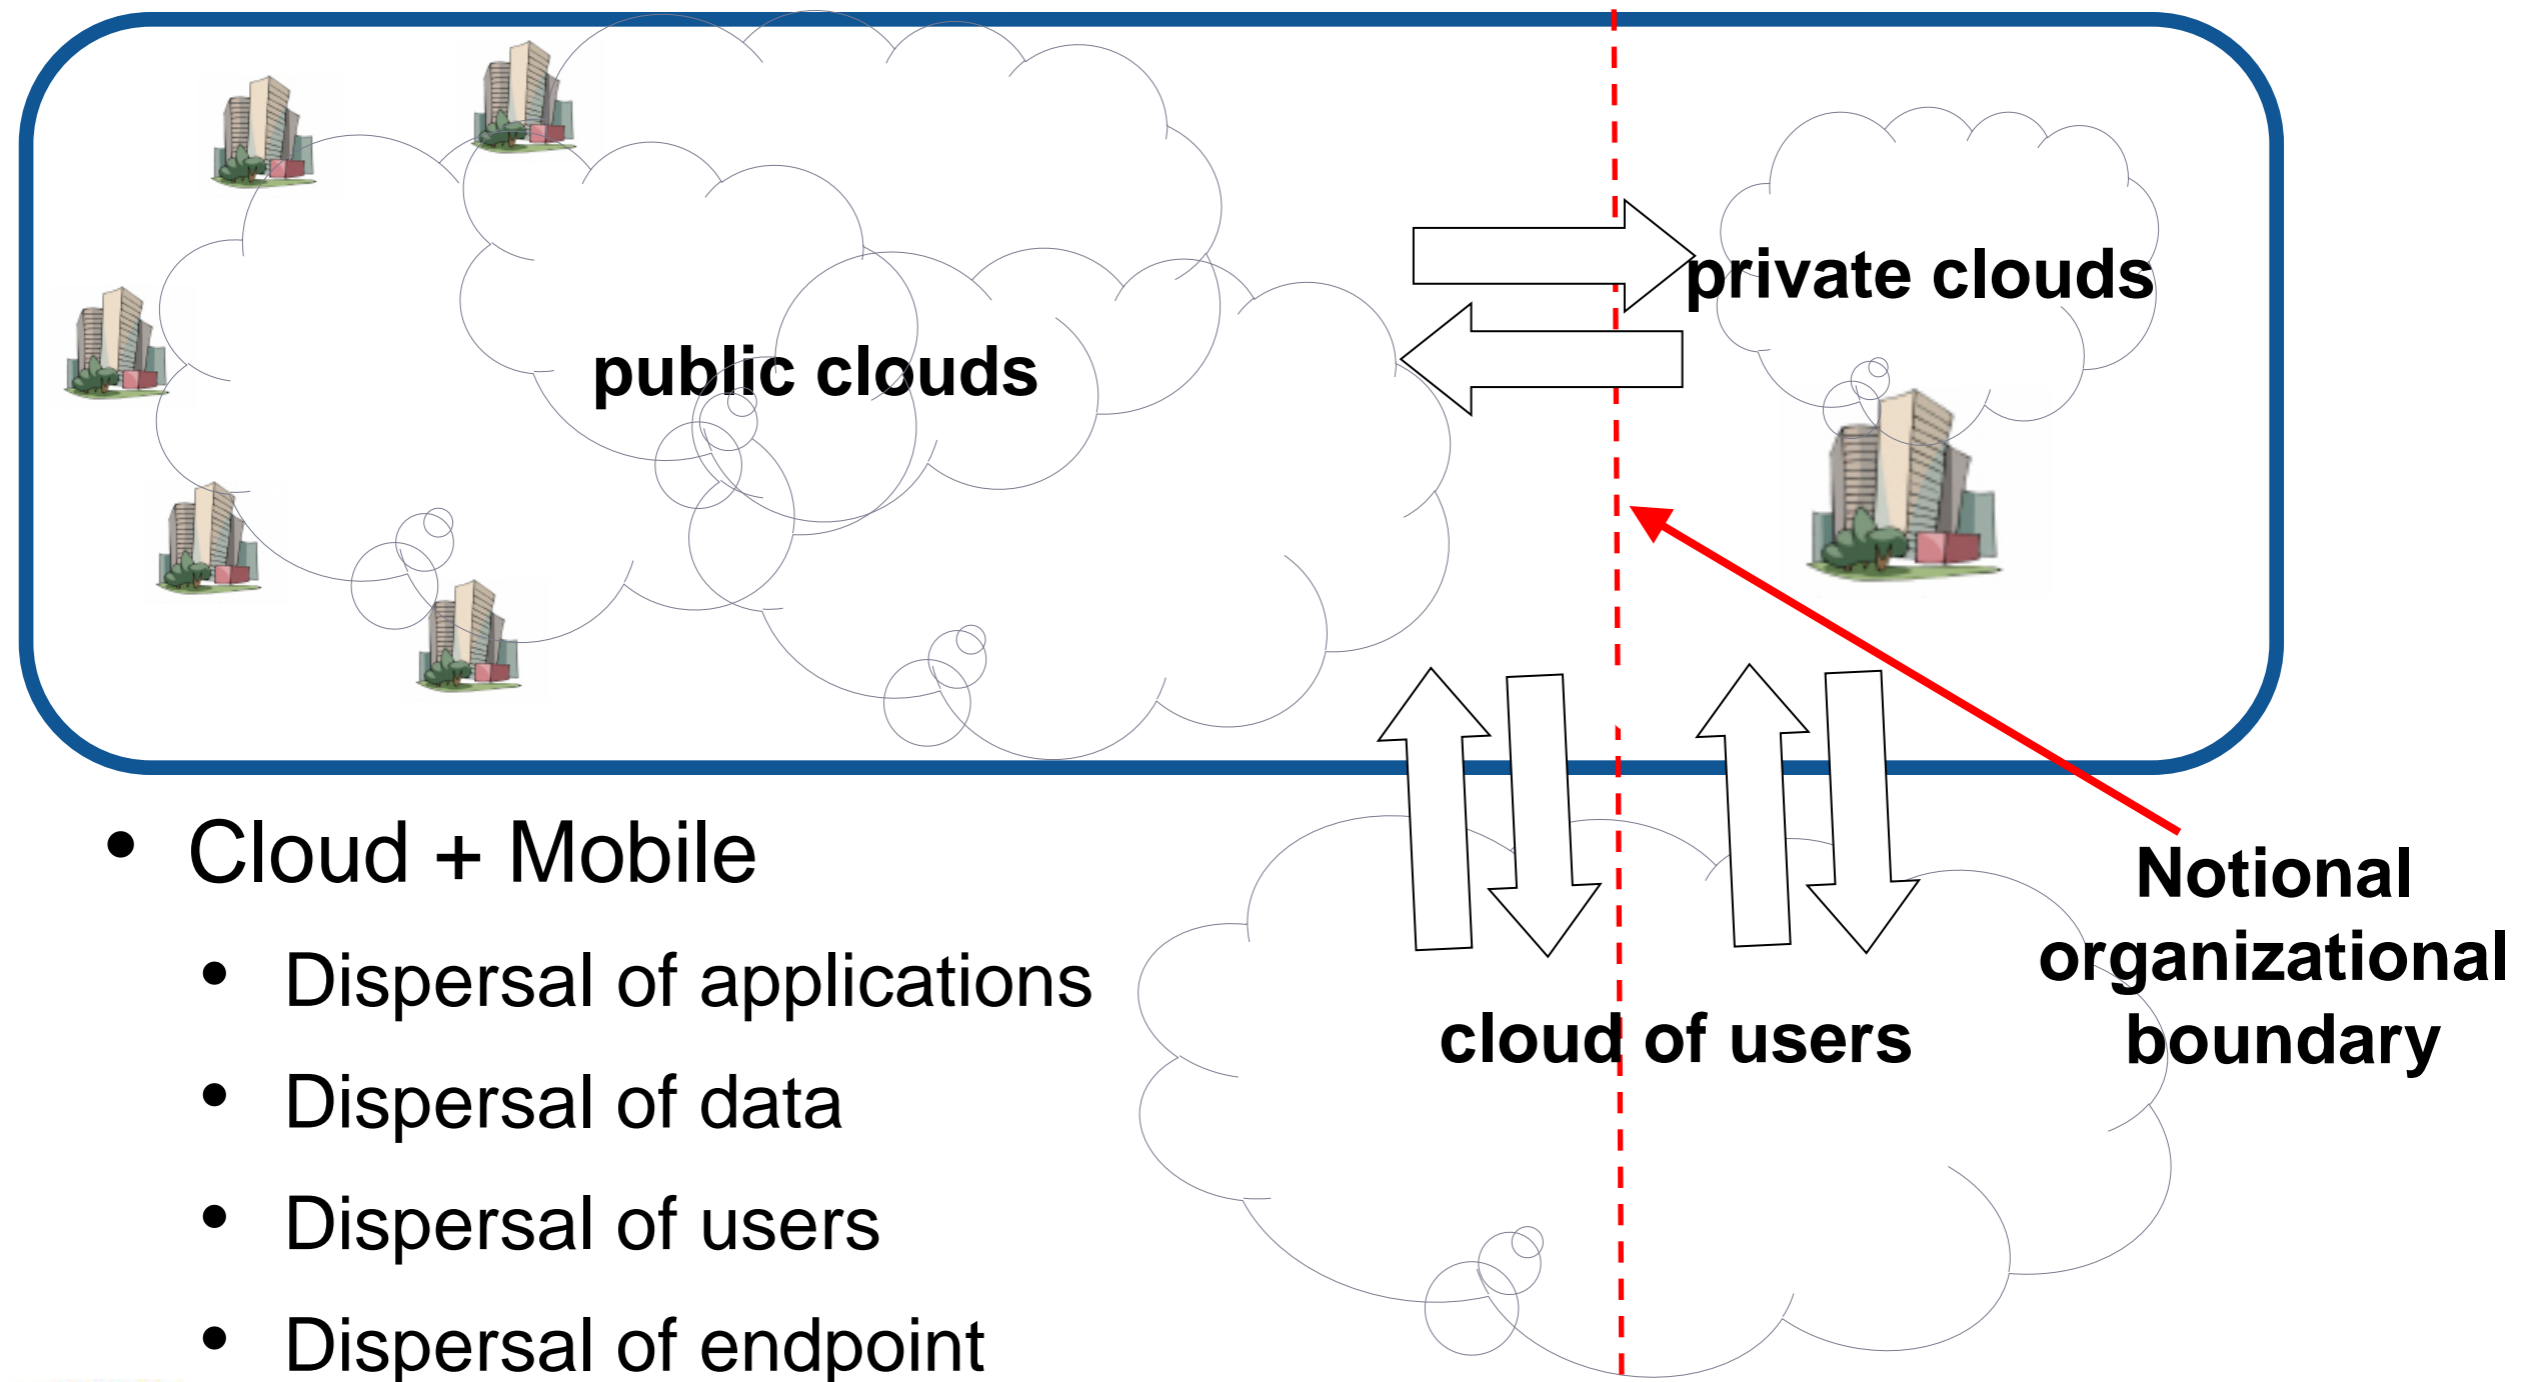 private clouds
public clouds
• Cloud + Mobile
• Dispersal of applications
• Dispersal of data
• Dispersal of users
• Dispersal of endpoint
cloud of users
Notional
organizational
boundary